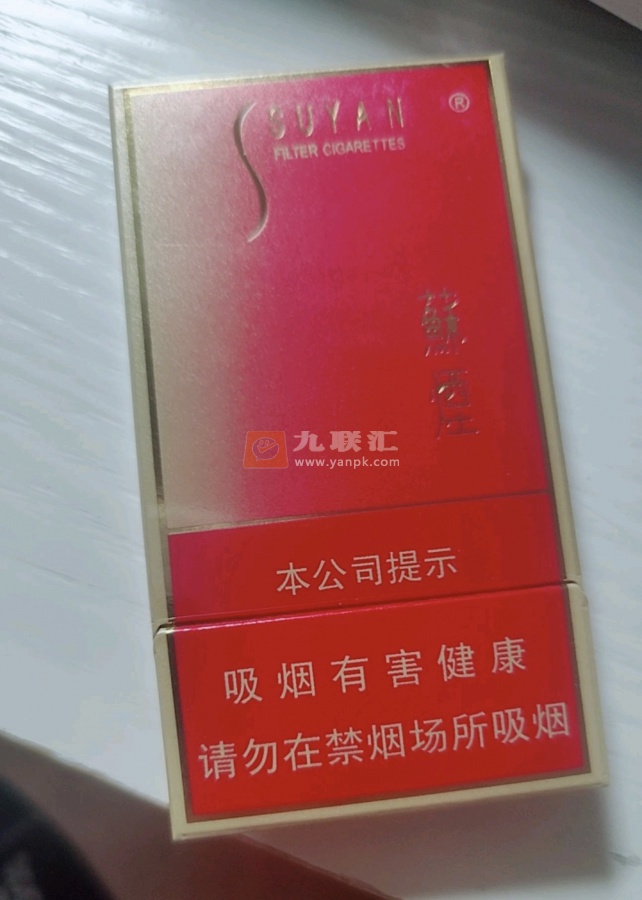 SUYAN ®
FILTER CIGARETTES
蘇烟
九联汇
www.yanpk.com
本公司提示
吸烟有害健康
请勿在禁烟场所吸烟